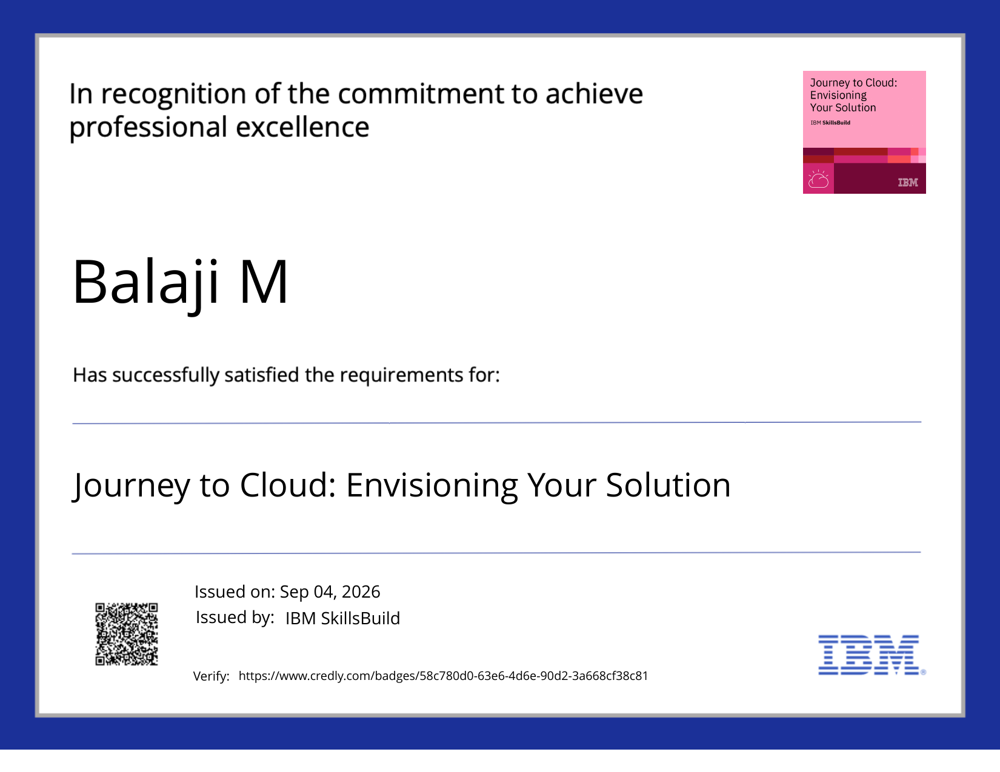 In recognition of the commitment to achieve
professional excellence
Journey to Cloud:
Envisioning
Your Solution
IBM SkillsBuild
IBM
Balaji M
Has successfully satisfied the requirements for:
Journey to Cloud: Envisioning Your Solution
Issued on: Sep 04, 2026
Issued by: IBM SkillsBuild
Verify: https://www.credly.com/badges/58c780d0-63e6-4d6e-90d2-3a668cf38c81
IBM®